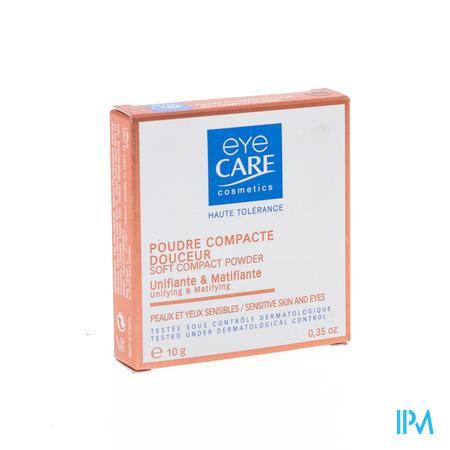 eye
CARE
cosmetics
HAUTE TOLÉRANCE
POUDRE COMPACTE
DOUCEUR
SOFT COMPACT POWDER
Unifiante & Matifiante
Unifying & Matifying
PEAUX ET YEUX SENSIBLES / SENSITIVE SKIN AND EYES
TESTÉE SOUS CONTRÔLE DERMATOLOGIQUE
TESTED UNDER DERMATOLOGICAL CONTROL
e 10 g
0,35 oz
IPM